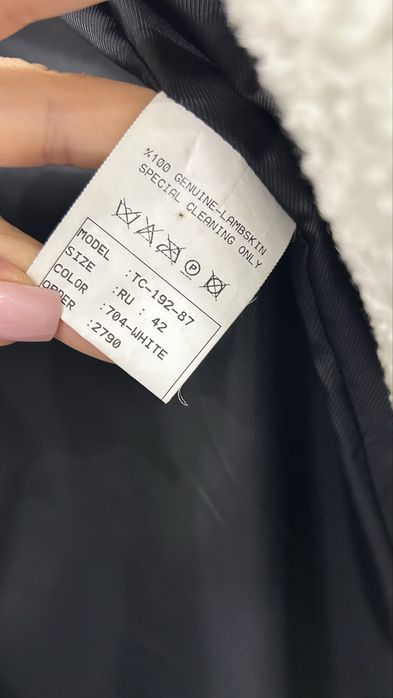 %100 GENUINE-LAMBSKIN
SPECIAL CLEANING ONLY
P
MODEL :TC-192-87
SIZE :RU : 42
COLOR :704-WHITE
ORDER :2790